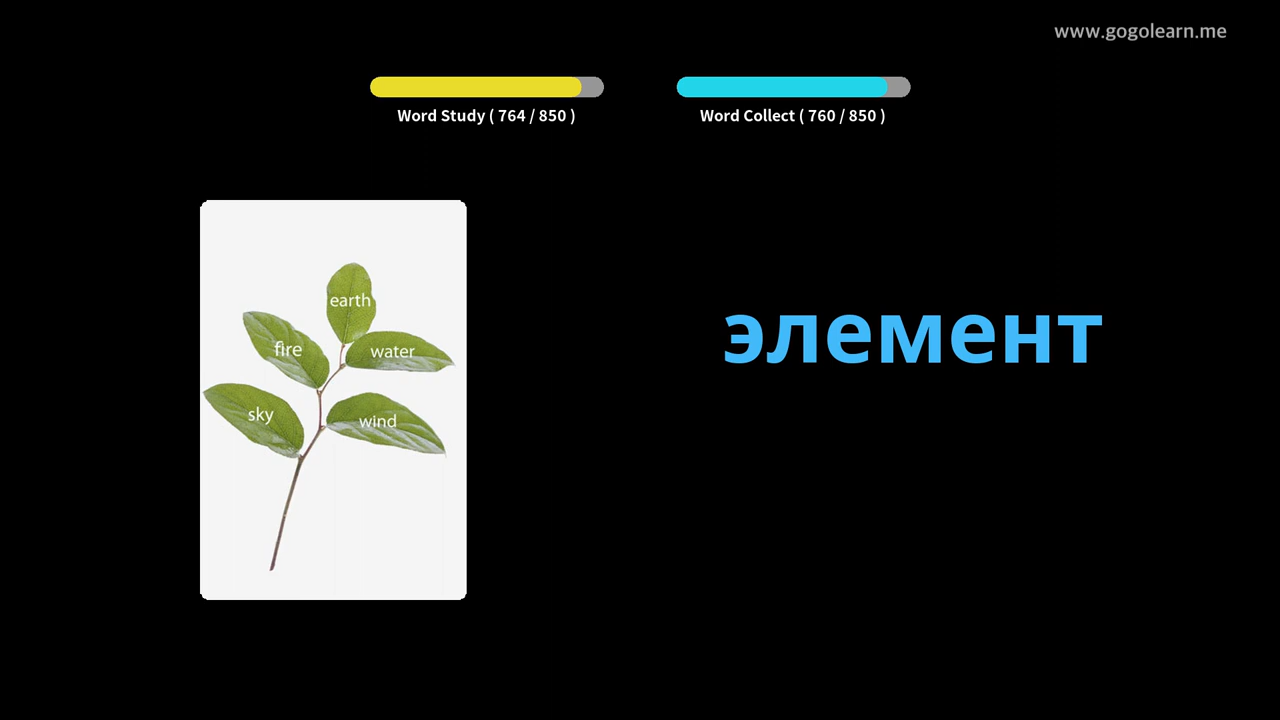 www.gogolearn.me
Word Study ( 764 / 850 )
Word Collect ( 760 / 850 )
earth
fire
water
sky
wind
элемент